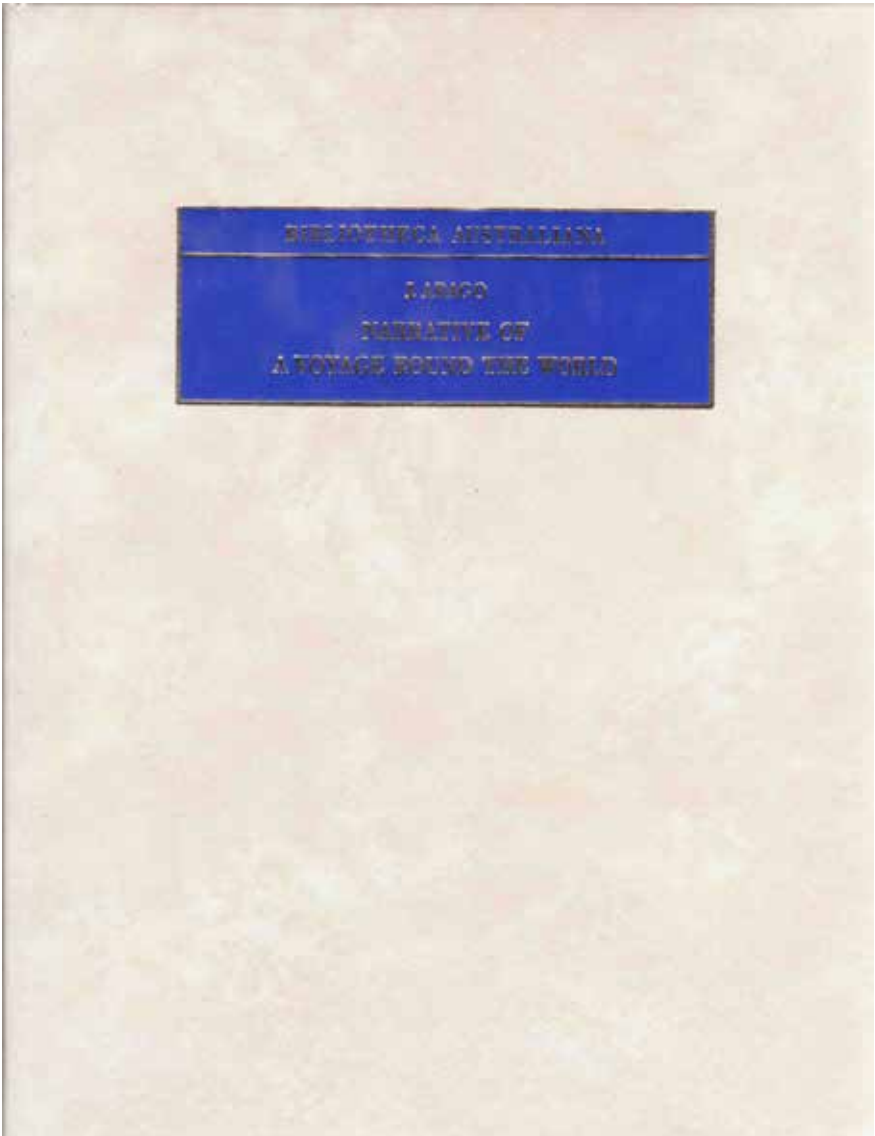 BIBLIOTHECA AUSTRALIANA
J. ARAGO
NARRATIVE OF
A VOYAGE ROUND THE WORLD